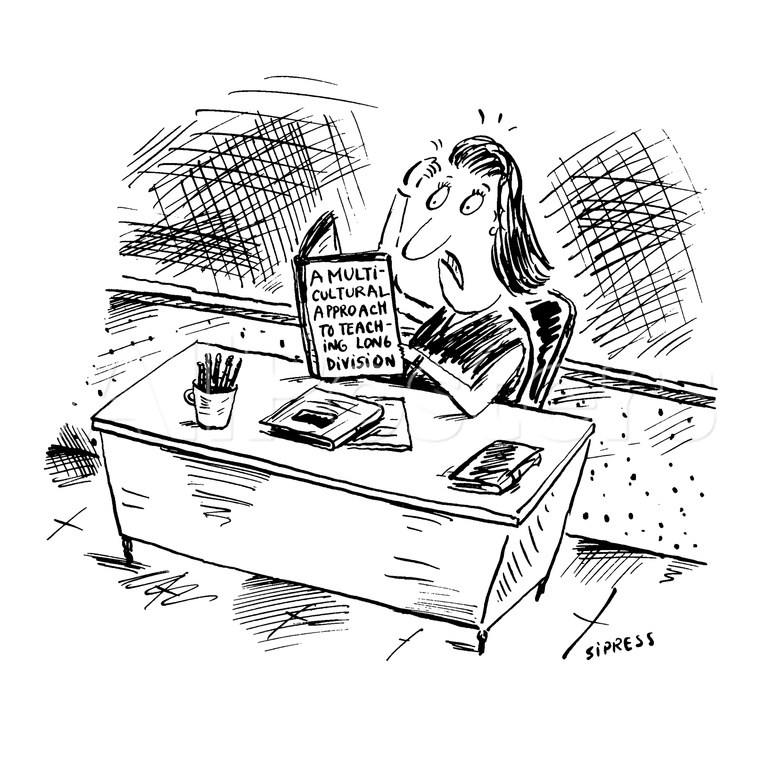 A MULTI-
CULTURAL
APPROACH
TO TEACH-
ING LONG
DIVISION
SIPRESS